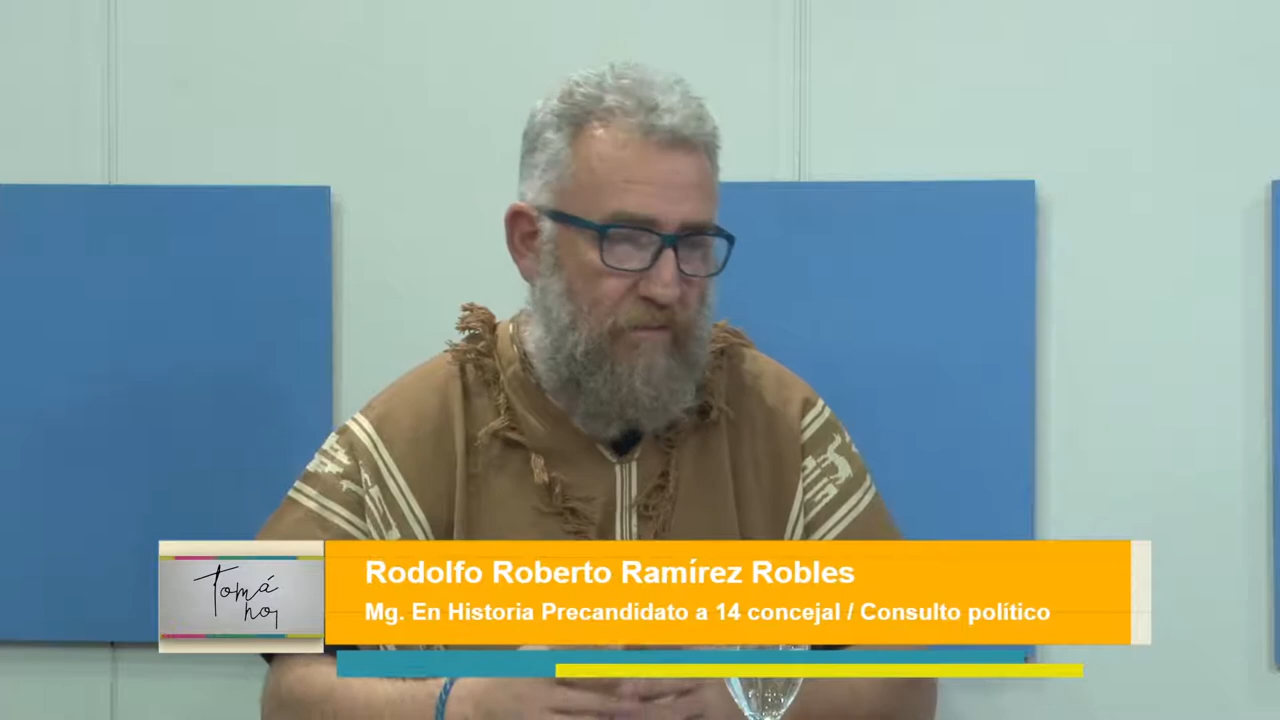 Rodolfo Roberto Ramírez Robles
Mg. En Historia Precandidato a 14 concejal / Consulto político
Tomá
hoy